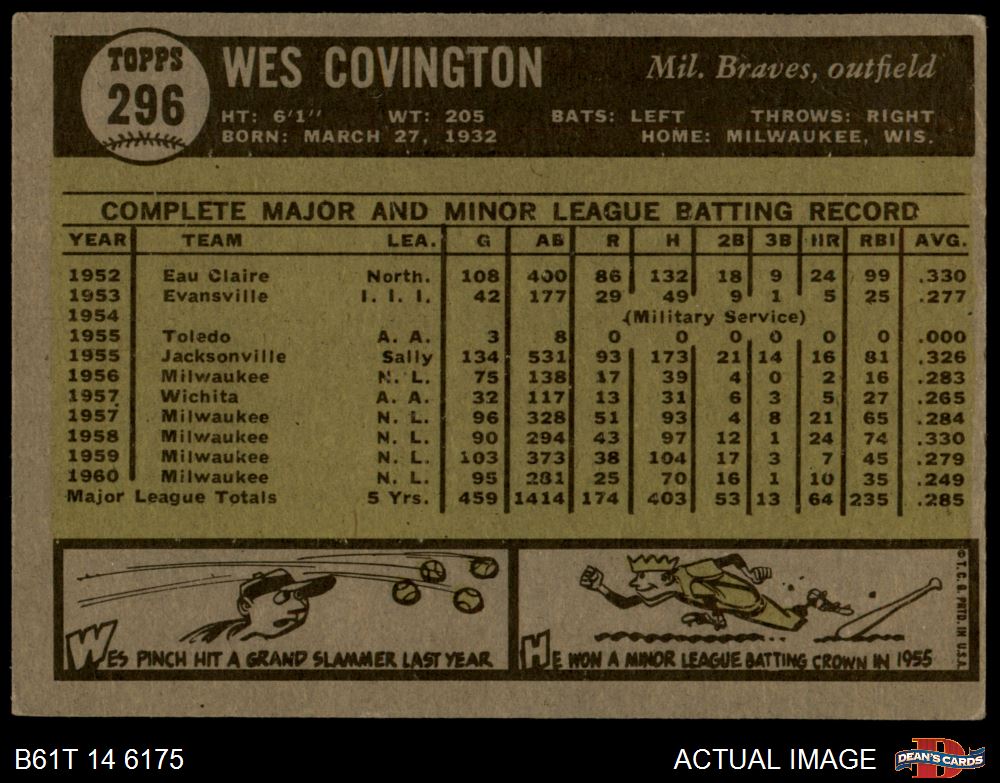 TOPPS
296
WES COVINGTON
Mil. Braves, outfield
HT: 6'1" WT: 205 BATS: LEFT THROWS: RIGHT
BORN: MARCH 27, 1932 HOME: MILWAUKEE, WIS.
COMPLETE MAJOR AND MINOR LEAGUE BATTING RECORD
YEAR TEAM LEA. G AB R H 2B 3B HR RBI AVG.
1952 Eau Claire North. 108 400 86 132 18 9 24 99 .330
1953 Evansville I. I. I. 42 177 29 49 9 1 5 25 .277
1954 (Military Service)
1955 Toledo A. A. 3 8 0 0 0 0 0 0 .000
1955 Jacksonville Sally 134 531 93 173 21 14 16 81 .326
1956 Milwaukee N. L. 75 138 17 39 4 0 2 16 .283
1957 Wichita A. A. 32 117 13 31 6 3 5 27 .265
1957 Milwaukee N. L. 96 328 51 93 4 8 21 65 .284
1958 Milwaukee N. L. 90 294 43 97 12 1 24 74 .330
1959 Milwaukee N. L. 103 373 38 104 17 3 7 45 .279
1960 Milwaukee N. L. 95 281 25 70 16 1 10 35 .249
Major League Totals 5 Yrs. 459 1414 174 403 53 13 64 235 .285
WES PINCH HIT A GRAND SLAMMER LAST YEAR
HE WON A MINOR LEAGUE BATTING CROWN IN 1955
© T. C. G. PRTD. IN U.S.A.
B61T 14 6175
ACTUAL IMAGE
DEAN'S CARDS